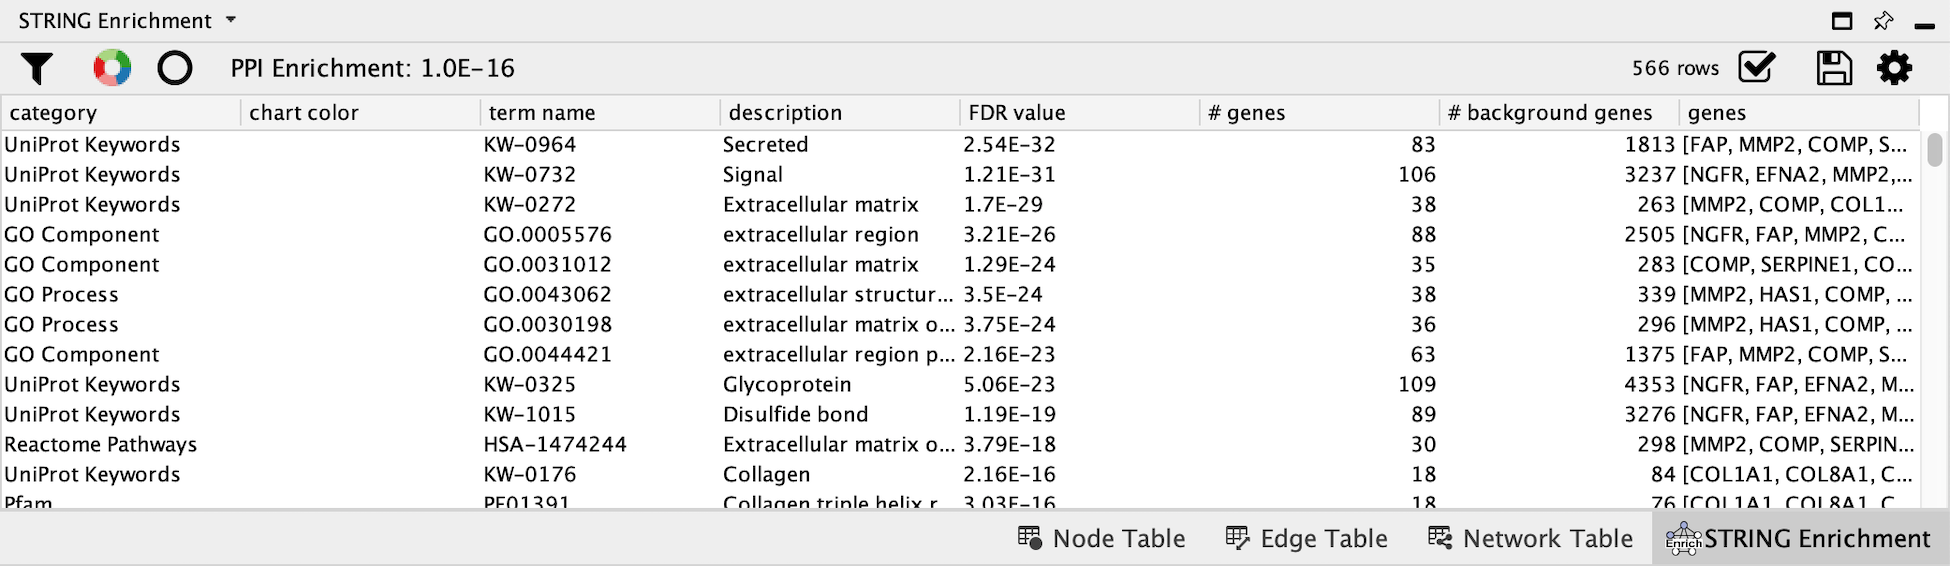 STRING Enrichment
PPI Enrichment: 1.0E-16 566 rows
category chart color term name description FDR value # genes # background genes genes
UniProt Keywords KW-0964 Secreted 2.54E-32 83 1813 [FAP, MMP2, COMP, S...
UniProt Keywords KW-0732 Signal 1.21E-31 106 3237 [NGFR, EFNA2, MMP2,...
UniProt Keywords KW-0272 Extracellular matrix 1.7E-29 38 263 [MMP2, COMP, COL1...
GO Component GO.0005576 extracellular region 3.21E-26 88 2505 [NGFR, FAP, MMP2, C...
GO Component GO.0031012 extracellular matrix 1.29E-24 35 283 [COMP, SERPINE1, CO...
GO Process GO.0043062 extracellular structur... 3.5E-24 38 339 [MMP2, HAS1, COMP, ...
GO Process GO.0030198 extracellular matrix o... 3.75E-24 36 296 [MMP2, HAS1, COMP, ...
GO Component GO.0044421 extracellular region p... 2.16E-23 63 1375 [FAP, MMP2, COMP, S...
UniProt Keywords KW-0325 Glycoprotein 5.06E-23 109 4353 [NGFR, FAP, EFNA2, M...
UniProt Keywords KW-1015 Disulfide bond 1.19E-19 89 3276 [NGFR, FAP, EFNA2, M...
Reactome Pathways HSA-1474244 Extracellular matrix o... 3.79E-18 30 298 [MMP2, COMP, SERPIN...
UniProt Keywords KW-0176 Collagen 2.16E-16 18 84 [COL1A1, COL8A1, C...
Pfam PF01391 Collagen triple helix r... 3.03E-16 18 76 [COL1A1, COL8A1, C...
Node Table Edge Table Network Table Enrich STRING Enrichment